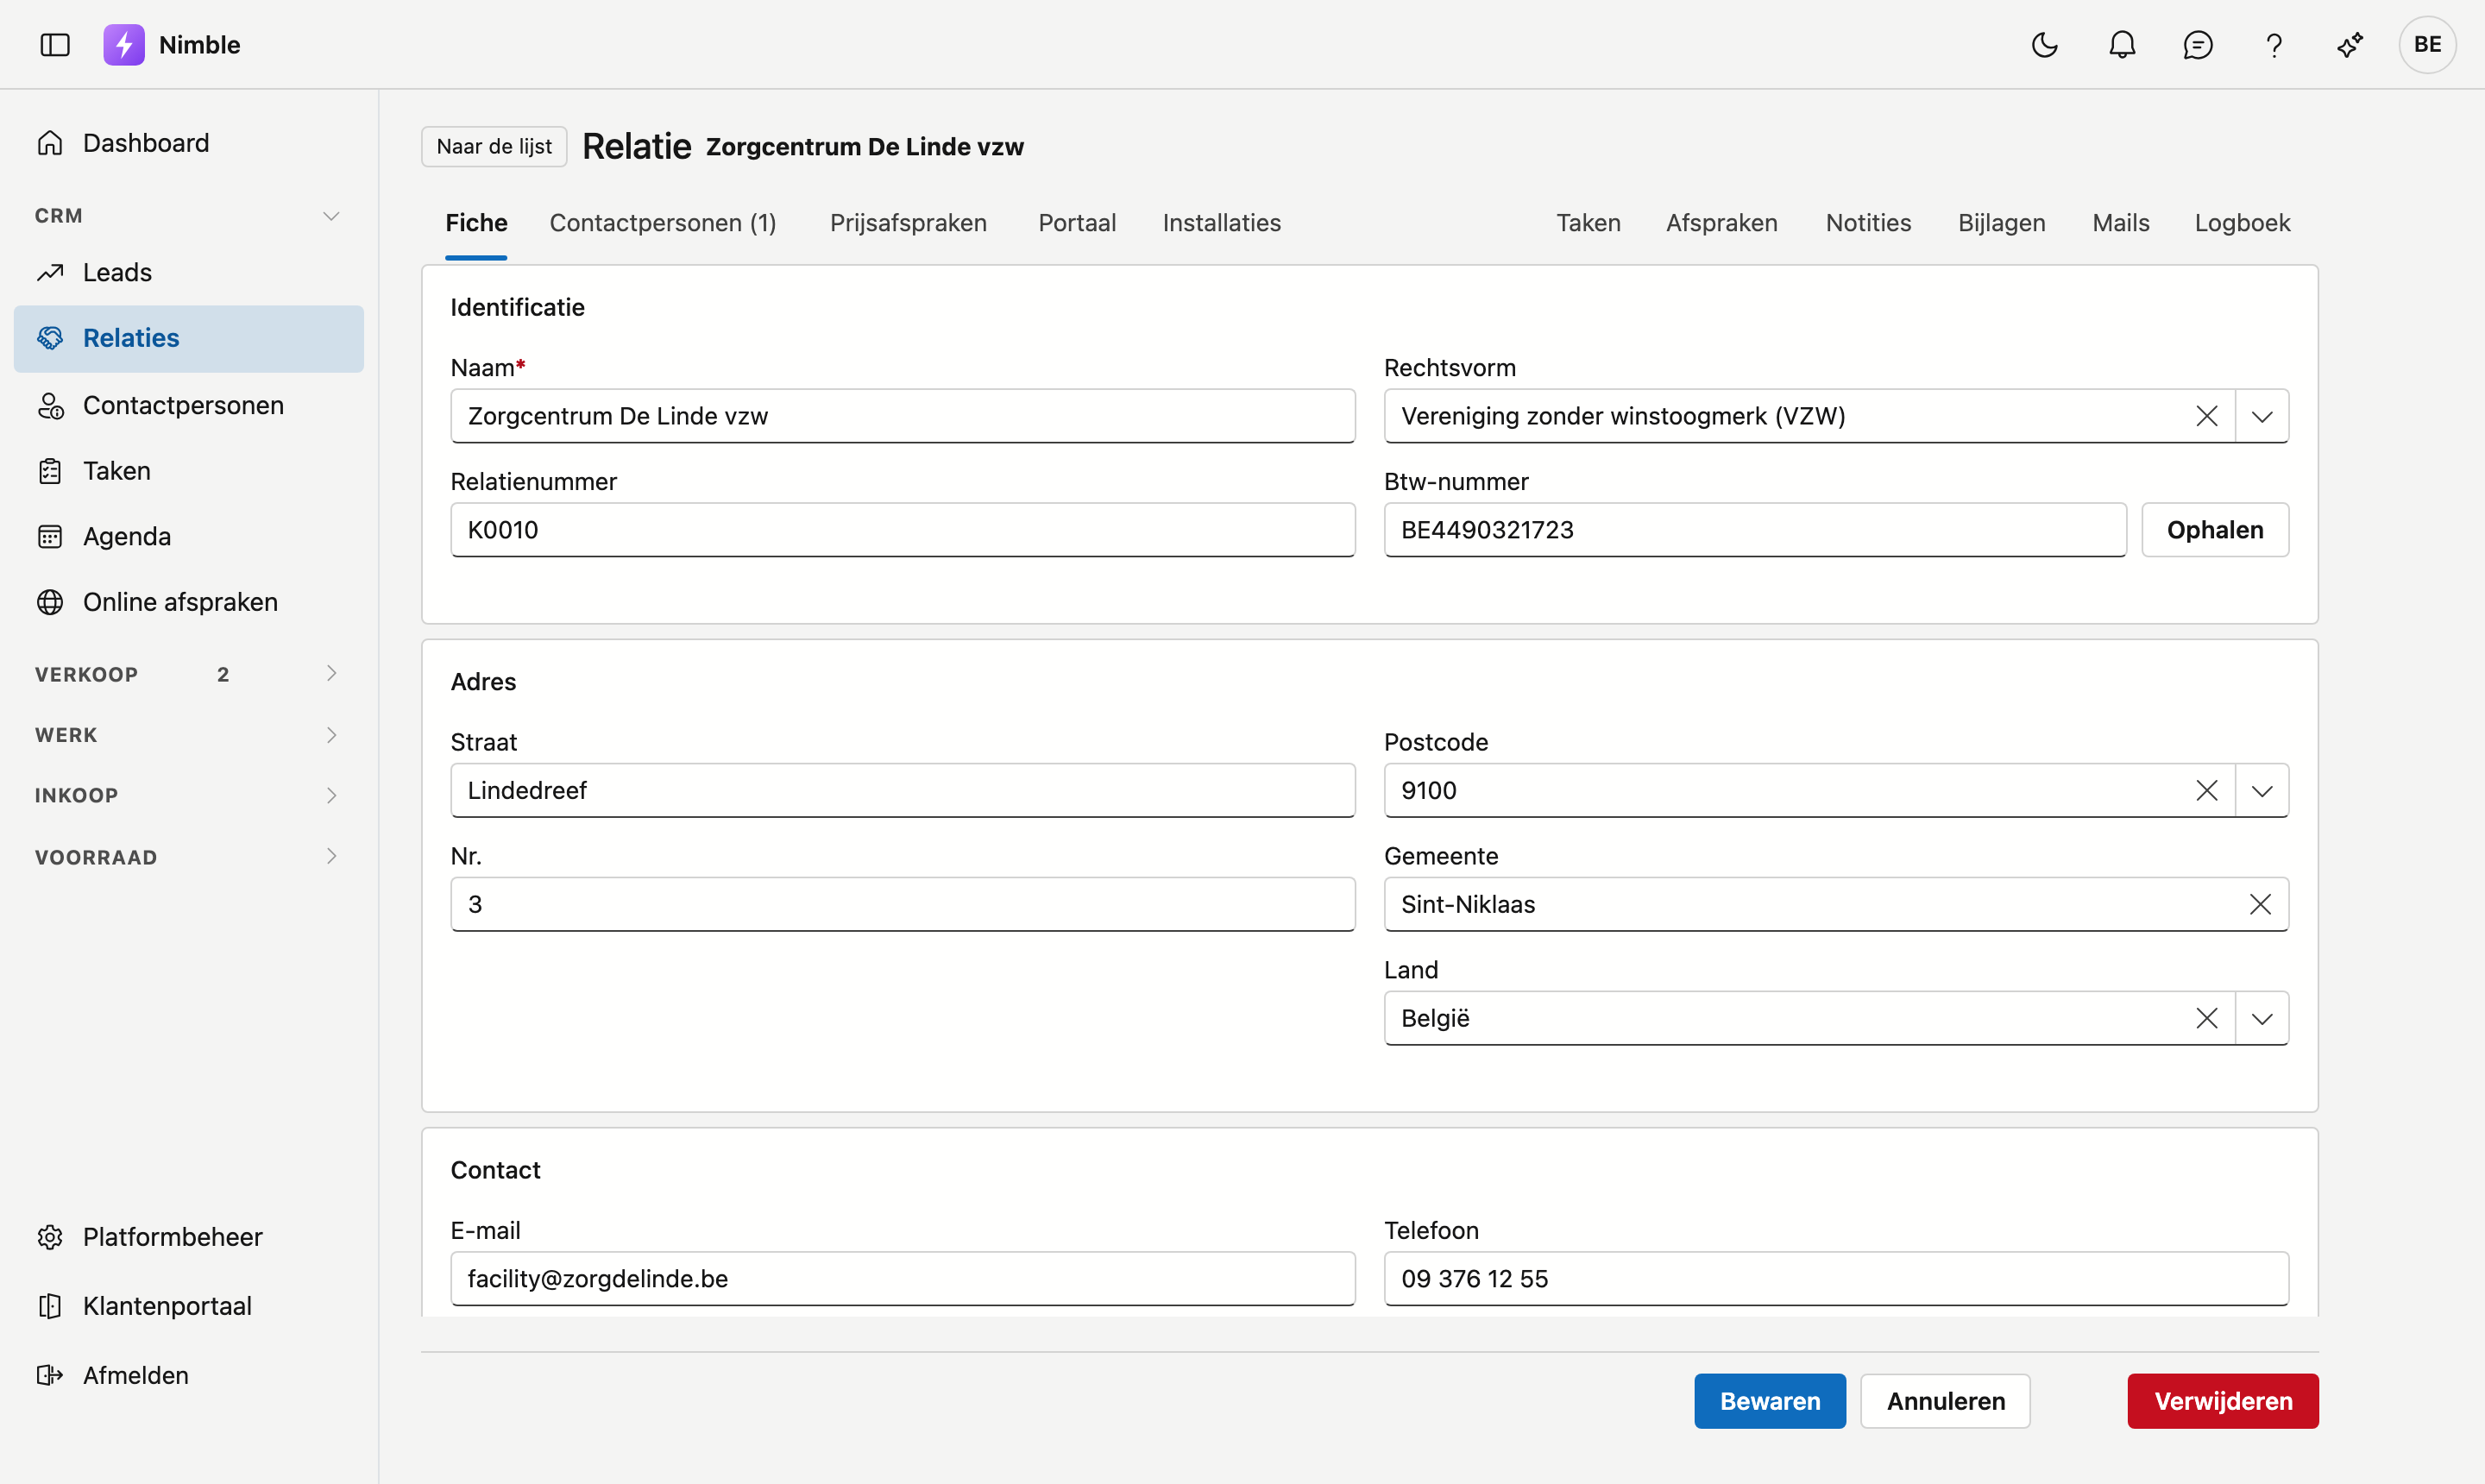 Nimble
BE
Dashboard
CRM
Leads
Relaties
Contactpersonen
Taken
Agenda
Online afspraken
VERKOOP 2
WERK
INKOOP
VOORRAAD
Platformbeheer
Klantenportaal
Afmelden
Naar de lijst Relatie Zorgcentrum De Linde vzw
Fiche Contactpersonen (1) Prijsafspraken Portaal Installaties Taken Afspraken Notities Bijlagen Mails Logboek
Identificatie
Naam* Rechtsvorm
Zorgcentrum De Linde vzw Vereniging zonder winstoogmerk (VZW)
Relatienummer Btw-nummer
K0010 BE4490321723 Ophalen
Adres
Straat Postcode
Lindedreef 9100
Nr. Gemeente
3 Sint-Niklaas
Land
België
Contact
E-mail Telefoon
facility@zorgdelinde.be 09 376 12 55
Bewaren Annuleren Verwijderen